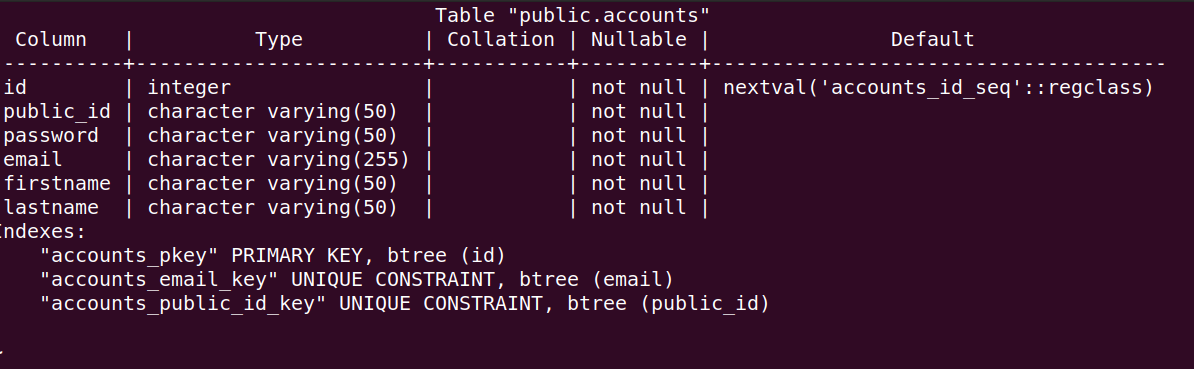 Table "public.accounts"
Column | Type | Collation | Nullable | Default
----------+------------------------+-----------+----------+--------------------------------------
id | integer | | not null | nextval('accounts_id_seq'::regclass)
public_id | character varying(50) | | not null |
password | character varying(50) | | not null |
email | character varying(255) | | not null |
firstname | character varying(50) | | not null |
lastname | character varying(50) | | not null |
Indexes:
"accounts_pkey" PRIMARY KEY, btree (id)
"accounts_email_key" UNIQUE CONSTRAINT, btree (email)
"accounts_public_id_key" UNIQUE CONSTRAINT, btree (public_id)